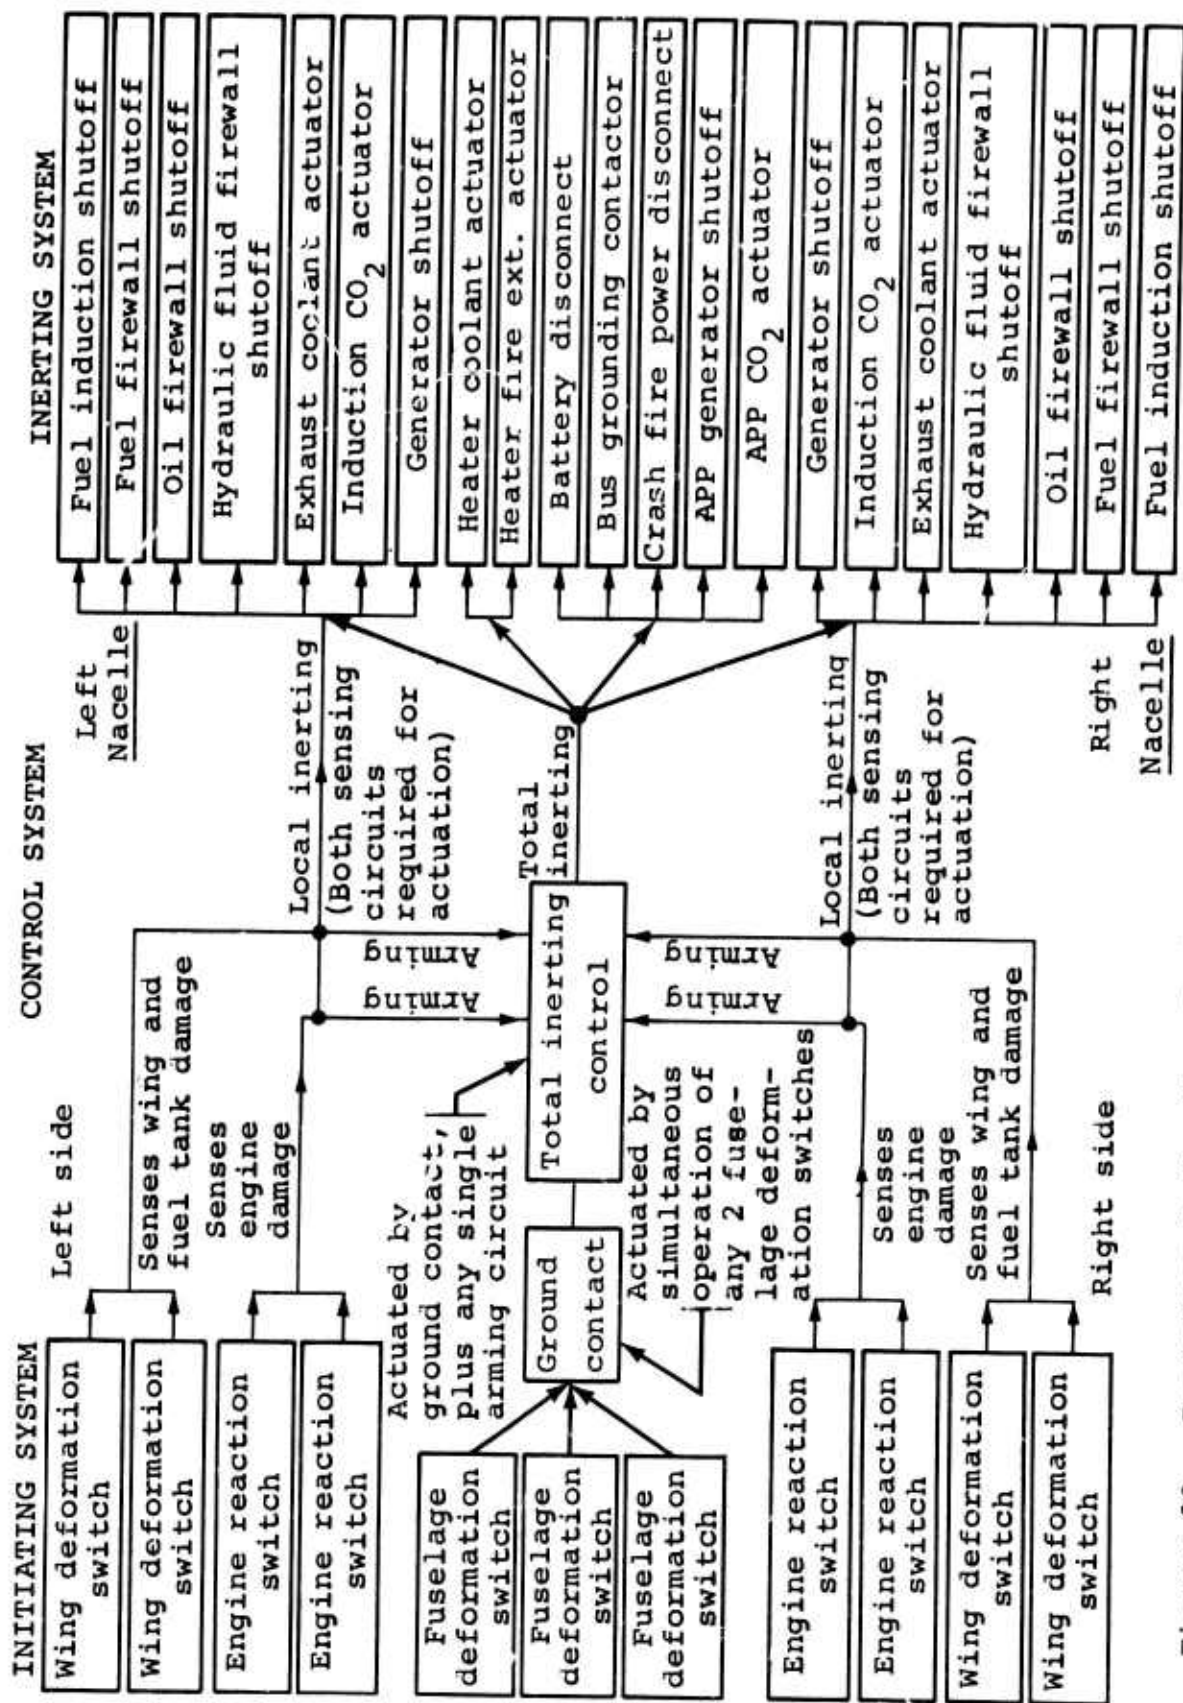 INITIATING SYSTEM
CONTROL SYSTEM
INERTING SYSTEM
Wing deformation
switch
Wing deformation
switch
Engine reaction
switch
Engine reaction
switch
Fuselage
deformation
switch
Fuselage
deformation
switch
Fuselage
deformation
switch
Engine reaction
switch
Engine reaction
switch
Wing deformation
switch
Wing deformation
switch
Left side
Senses wing and
fuel tank damage
Senses
engine
damage
Actuated by
ground contact,
plus any single
arming circuit
Ground
contact
Actuated by
simultaneous
operation of
any 2 fuse-
lage deform-
ation switches
Senses
engine
damage
Senses wing and
fuel tank damage
Right side
Arming
Arming
Total inerting
control
Arming
Arming
Local inerting
(Both sensing
circuits
required for
actuation)
Total
inerting
Local inerting
(Both sensing
circuits
required for
actuation)
Left
Nacelle
Right
Nacelle
Fuel induction shutoff
Fuel firewall shutoff
Oil firewall shutoff
Hydraulic fluid firewall
shutoff
Exhaust coolant actuator
Induction CO2 actuator
Generator shutoff
Heater coolant actuator
Heater fire ext. actuator
Battery disconnect
Bus grounding contactor
Crash fire power disconnect
APP generator shutoff
APP CO2 actuator
Generator shutoff
Induction CO2 actuator
Exhaust coolant actuator
Hydraulic fluid firewall
shutoff
Oil firewall shutoff
Fuel firewall shutoff
Fuel induction shutoff